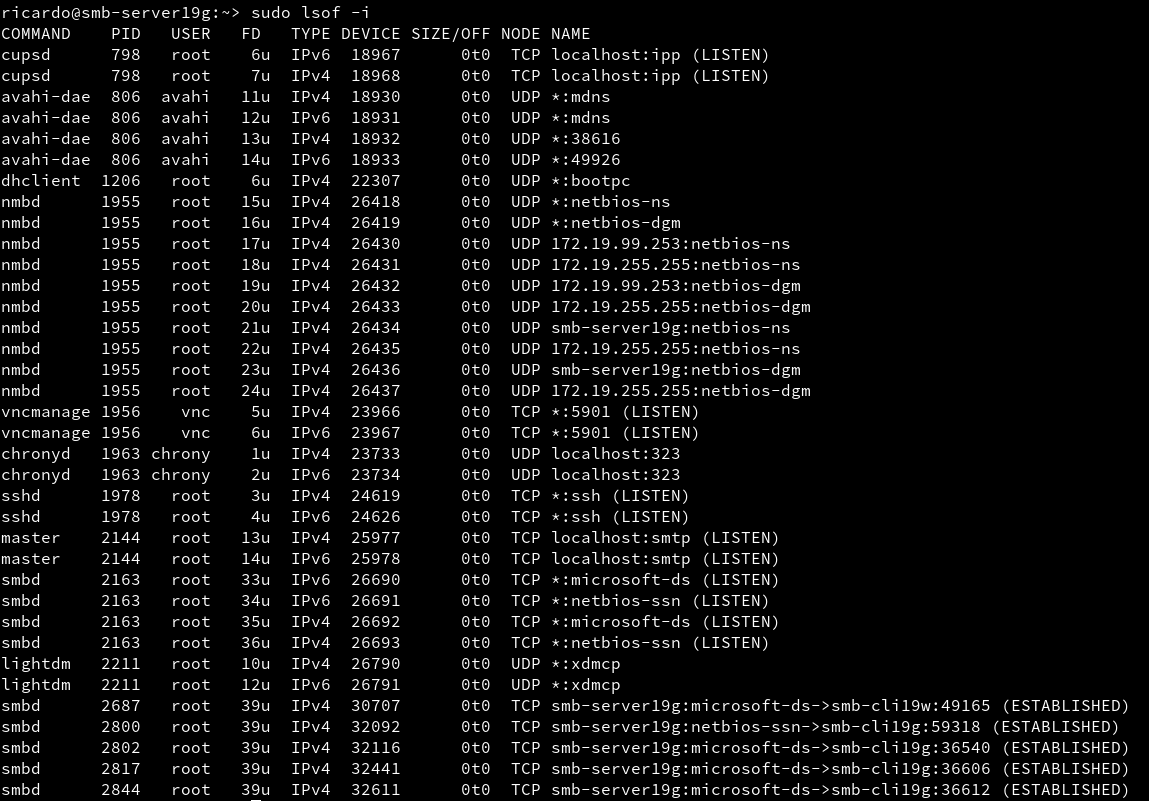 ricardo@smb-server19g:~> sudo lsof -i
COMMAND    PID   USER   FD   TYPE DEVICE SIZE/OFF NODE NAME
cupsd      798   root    6u  IPv6  18967      0t0  TCP localhost:ipp (LISTEN)
cupsd      798   root    7u  IPv4  18968      0t0  TCP localhost:ipp (LISTEN)
avahi-dae  806  avahi   11u  IPv4  18930      0t0  UDP *:mdns
avahi-dae  806  avahi   12u  IPv6  18931      0t0  UDP *:mdns
avahi-dae  806  avahi   13u  IPv4  18932      0t0  UDP *:38616
avahi-dae  806  avahi   14u  IPv6  18933      0t0  UDP *:49926
dhclient  1206   root    6u  IPv4  22307      0t0  UDP *:bootpc
nmbd      1955   root   15u  IPv4  26418      0t0  UDP *:netbios-ns
nmbd      1955   root   16u  IPv4  26419      0t0  UDP *:netbios-dgm
nmbd      1955   root   17u  IPv4  26430      0t0  UDP 172.19.99.253:netbios-ns
nmbd      1955   root   18u  IPv4  26431      0t0  UDP 172.19.255.255:netbios-ns
nmbd      1955   root   19u  IPv4  26432      0t0  UDP 172.19.99.253:netbios-dgm
nmbd      1955   root   20u  IPv4  26433      0t0  UDP 172.19.255.255:netbios-dgm
nmbd      1955   root   21u  IPv4  26434      0t0  UDP smb-server19g:netbios-ns
nmbd      1955   root   22u  IPv4  26435      0t0  UDP 172.19.255.255:netbios-ns
nmbd      1955   root   23u  IPv4  26436      0t0  UDP smb-server19g:netbios-dgm
nmbd      1955   root   24u  IPv4  26437      0t0  UDP 172.19.255.255:netbios-dgm
vncmanage 1956    vnc    5u  IPv4  23966      0t0  TCP *:5901 (LISTEN)
vncmanage 1956    vnc    6u  IPv6  23967      0t0  TCP *:5901 (LISTEN)
chronyd   1963 chrony    1u  IPv4  23733      0t0  UDP localhost:323
chronyd   1963 chrony    2u  IPv6  23734      0t0  UDP localhost:323
sshd      1978   root    3u  IPv4  24619      0t0  TCP *:ssh (LISTEN)
sshd      1978   root    4u  IPv6  24626      0t0  TCP *:ssh (LISTEN)
master    2144   root   13u  IPv4  25977      0t0  TCP localhost:smtp (LISTEN)
master    2144   root   14u  IPv6  25978      0t0  TCP localhost:smtp (LISTEN)
smbd      2163   root   33u  IPv6  26690      0t0  TCP *:microsoft-ds (LISTEN)
smbd      2163   root   34u  IPv6  26691      0t0  TCP *:netbios-ssn (LISTEN)
smbd      2163   root   35u  IPv4  26692      0t0  TCP *:microsoft-ds (LISTEN)
smbd      2163   root   36u  IPv4  26693      0t0  TCP *:netbios-ssn (LISTEN)
lightdm   2211   root   10u  IPv4  26790      0t0  UDP *:xdmcp
lightdm   2211   root   12u  IPv6  26791      0t0  UDP *:xdmcp
smbd      2687   root   39u  IPv4  30707      0t0  TCP smb-server19g:microsoft-ds->smb-cli19w:49165 (ESTABLISHED)
smbd      2800   root   39u  IPv4  32092      0t0  TCP smb-server19g:netbios-ssn->smb-cli19g:59318 (ESTABLISHED)
smbd      2802   root   39u  IPv4  32116      0t0  TCP smb-server19g:microsoft-ds->smb-cli19g:36540 (ESTABLISHED)
smbd      2817   root   39u  IPv4  32441      0t0  TCP smb-server19g:microsoft-ds->smb-cli19g:36606 (ESTABLISHED)
smbd      2844   root   39u  IPv4  32611      0t0  TCP smb-server19g:microsoft-ds->smb-cli19g:36612 (ESTABLISHED)